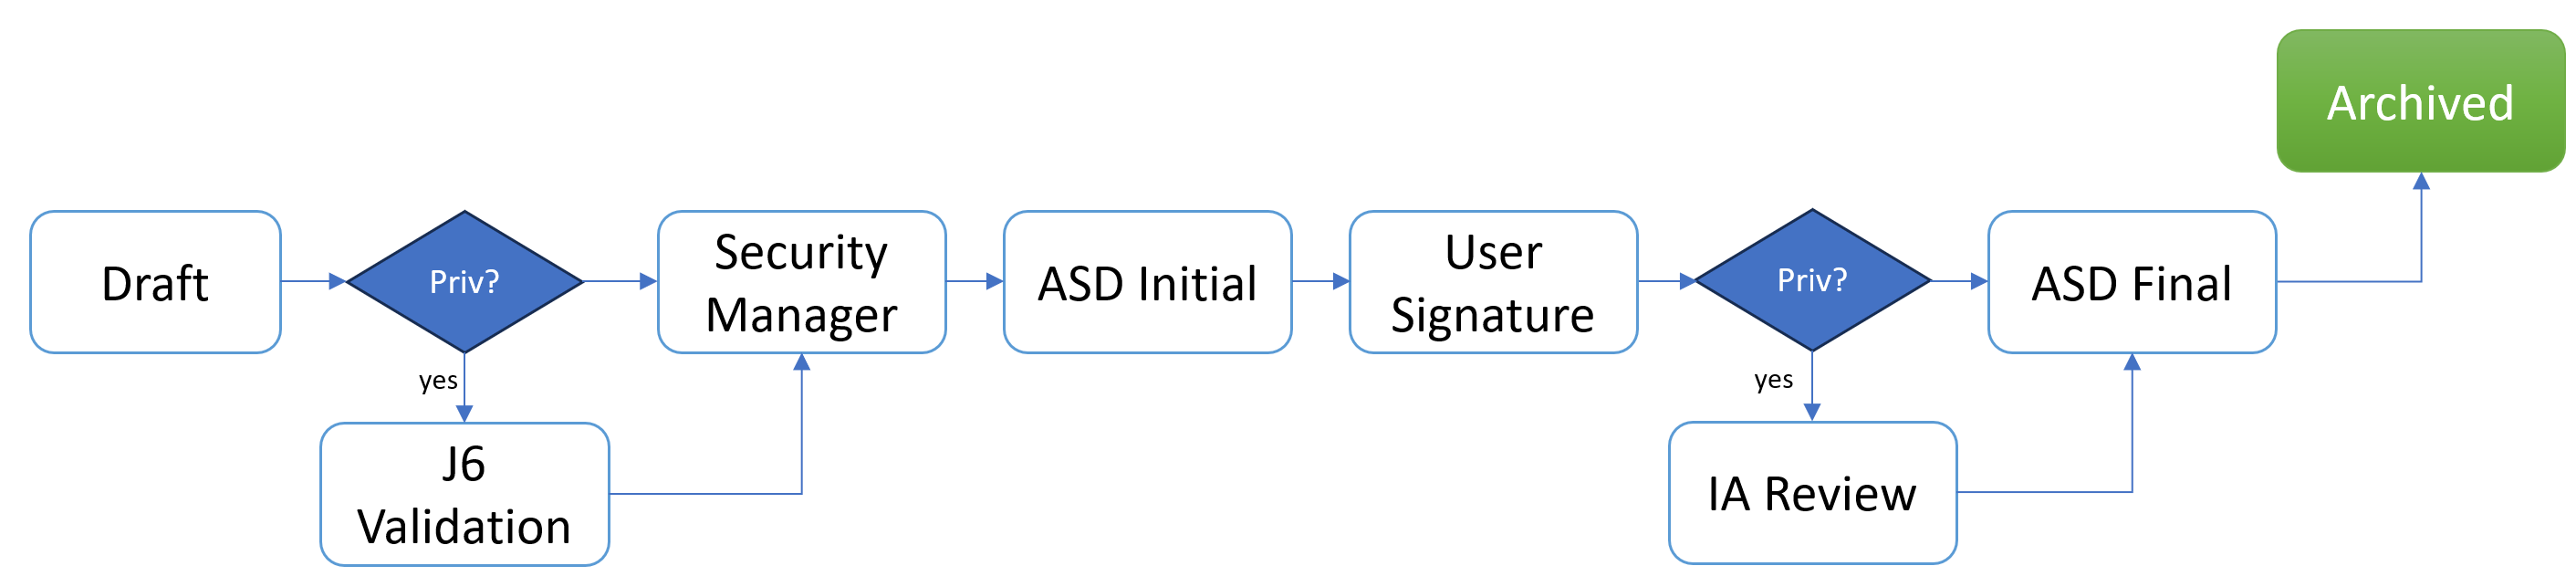 Archived
Draft
Priv?
yes
J6
Validation
Security
Manager
ASD Initial
User
Signature
Priv?
yes
IA Review
ASD Final